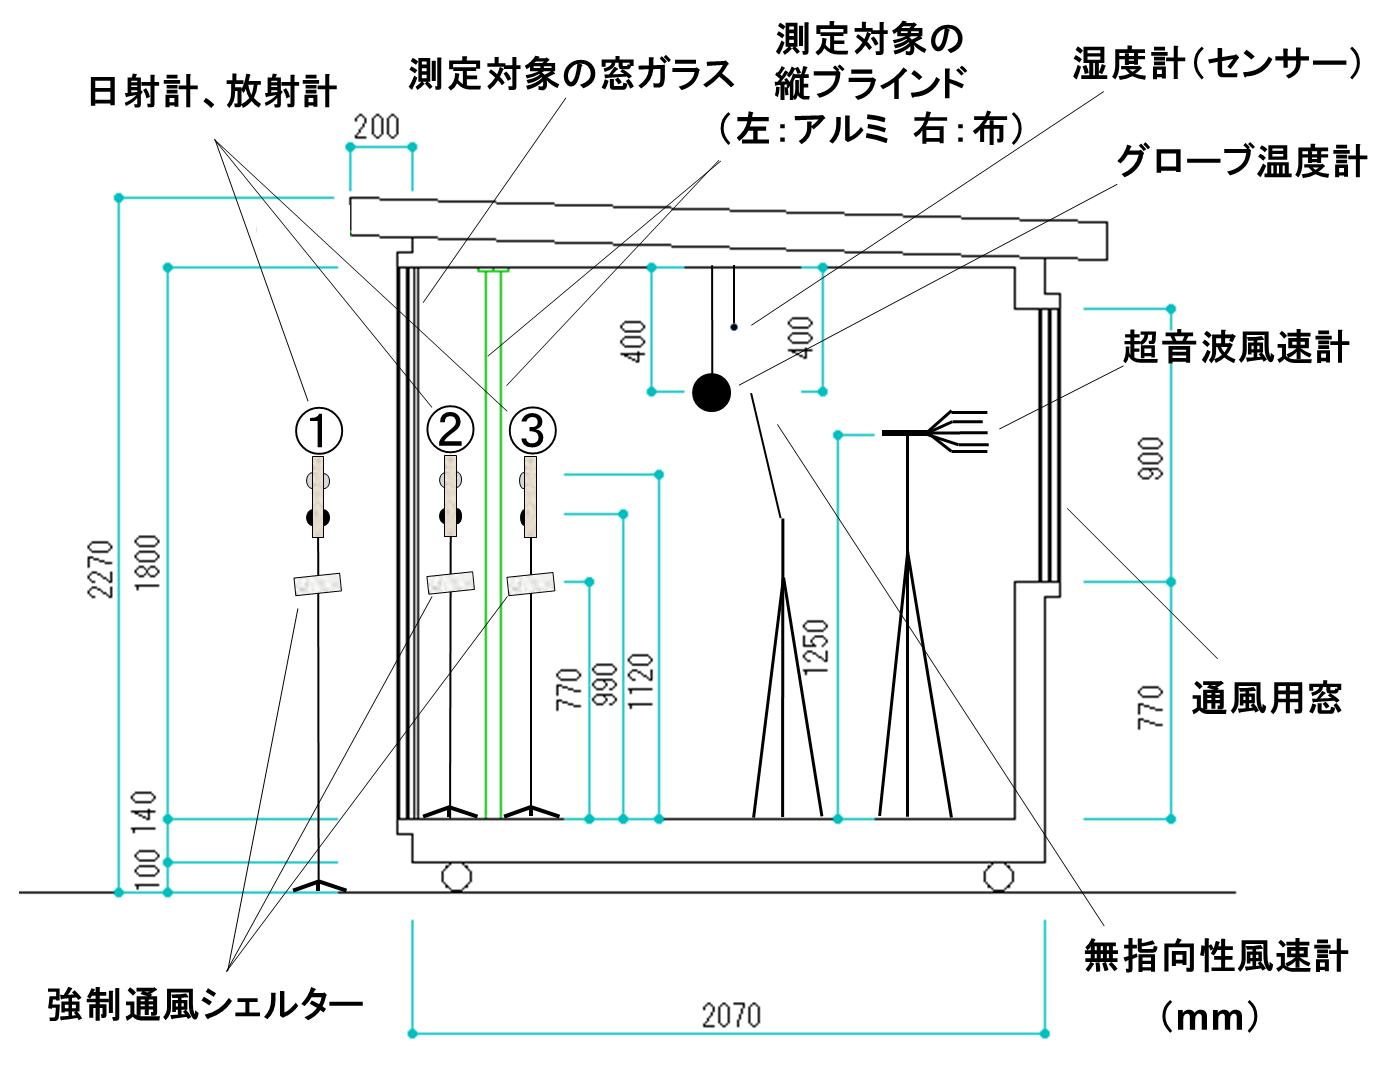 測定対象の
縦ブラインド
（左：アルミ 右：布）
測定対象の窓ガラス
湿度計（センサー）
日射計、放射計
200
グローブ温度計
400
400
超音波風速計
①
②
③
900
2270
1800
1250
770
990
1120
通風用窓
770
140
100
無指向性風速計
強制通風シェルター
2070
（mm）